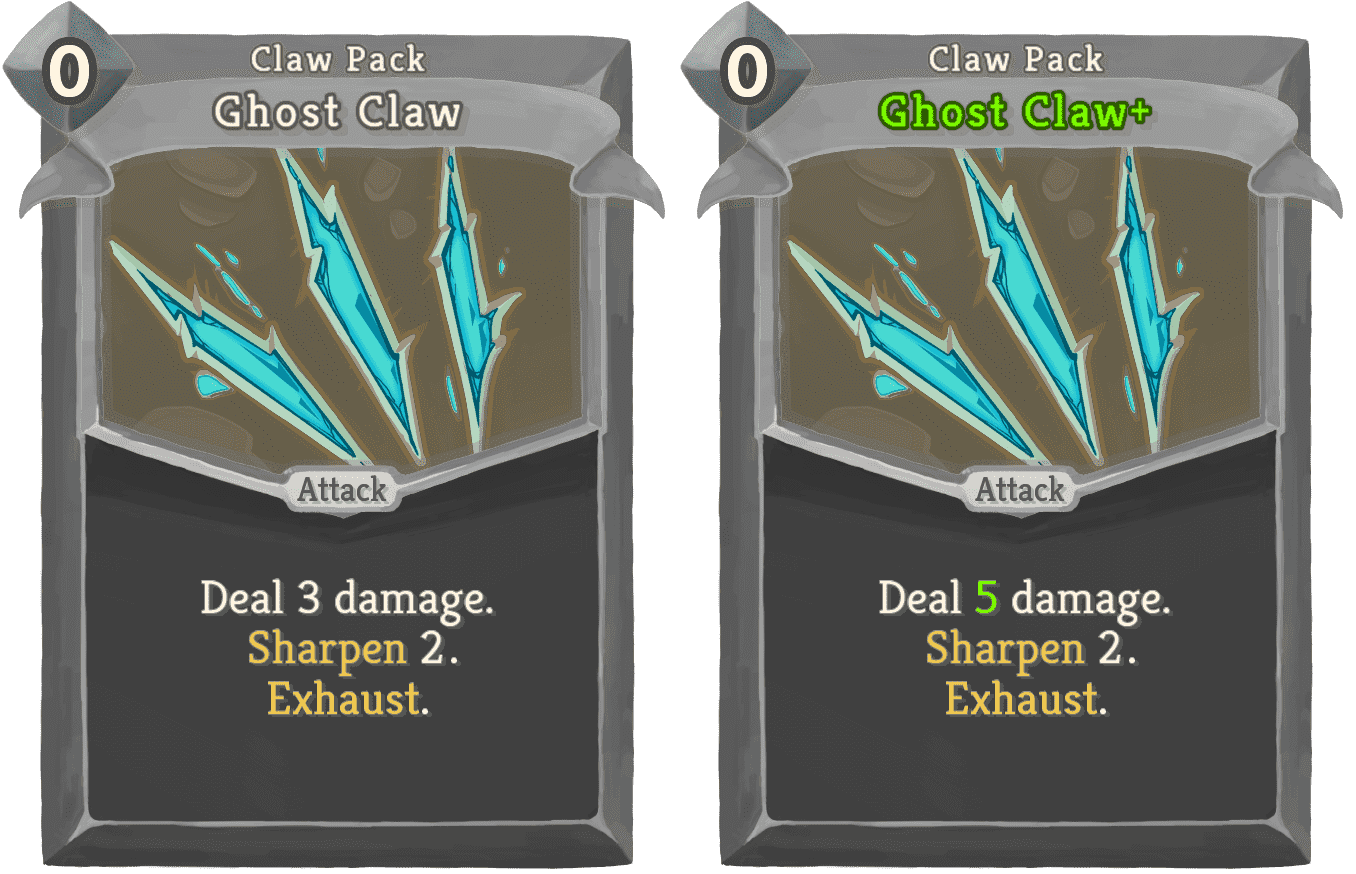 0
Claw Pack
Ghost Claw
Attack
Deal 3 damage.
Sharpen 2.
Exhaust.
0
Claw Pack
Ghost Claw+
Attack
Deal 5 damage.
Sharpen 2.
Exhaust.